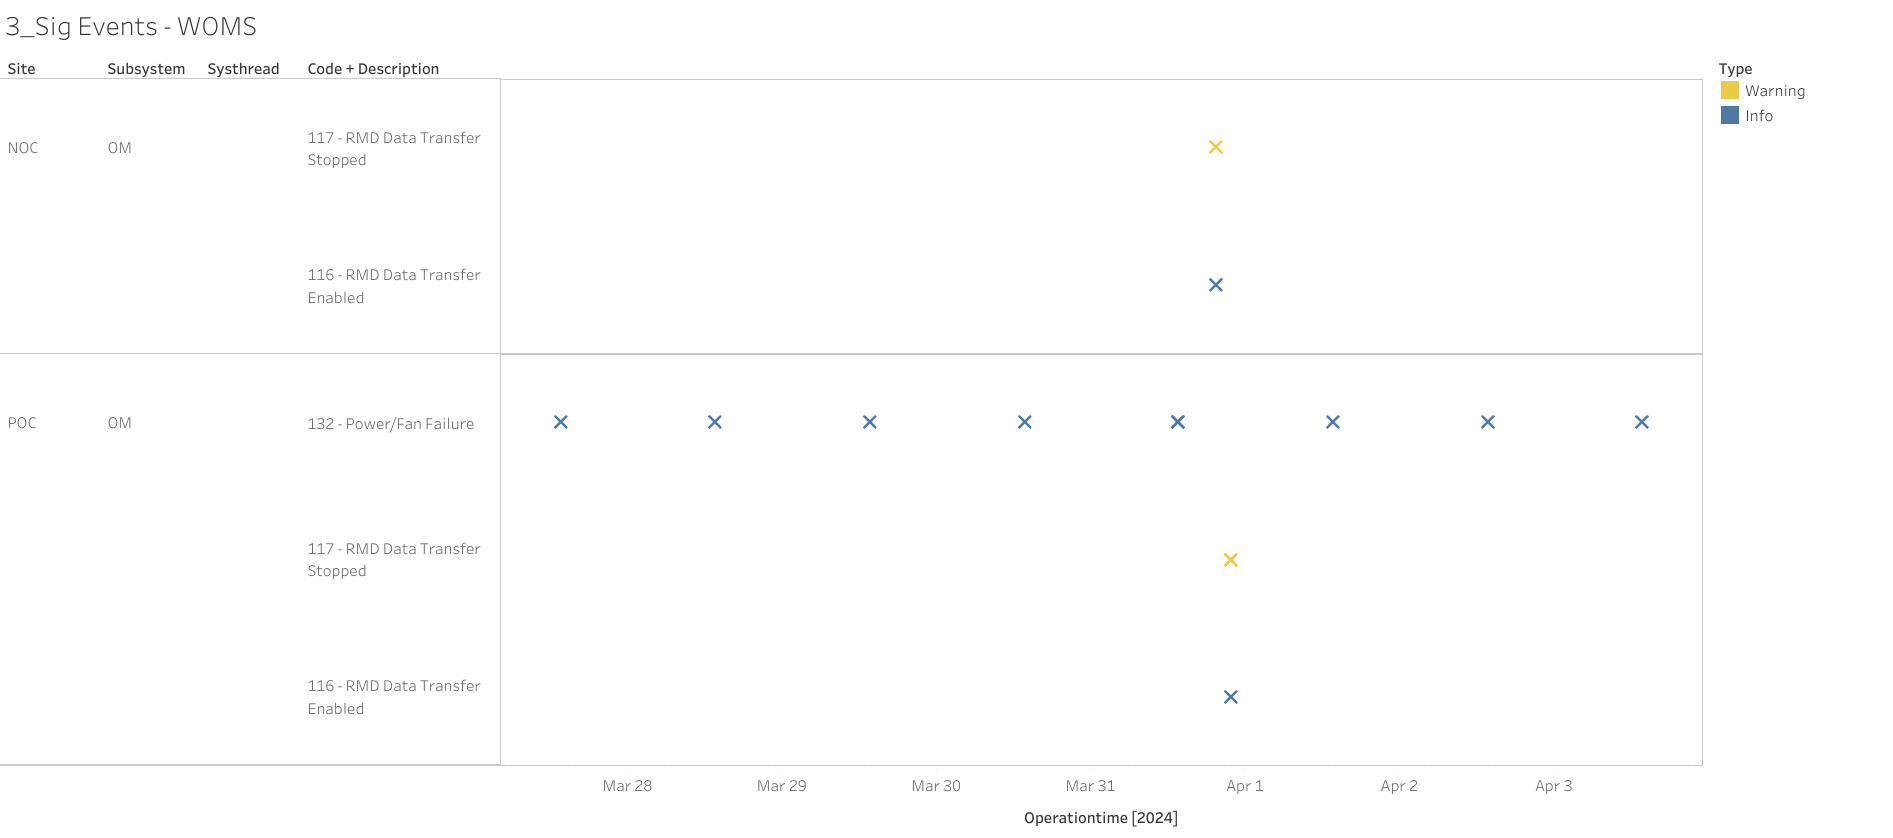 3_Sig Events - WOMS
Site Subsystem Systhread Code + Description
Type
Warning
Info
NOC OM 117 - RMD Data Transfer
Stopped
116 - RMD Data Transfer
Enabled
POC OM 132 - Power/Fan Failure
117 - RMD Data Transfer
Stopped
116 - RMD Data Transfer
Enabled
Mar 28 Mar 29 Mar 30 Mar 31 Apr 1 Apr 2 Apr 3
Operationtime [2024]